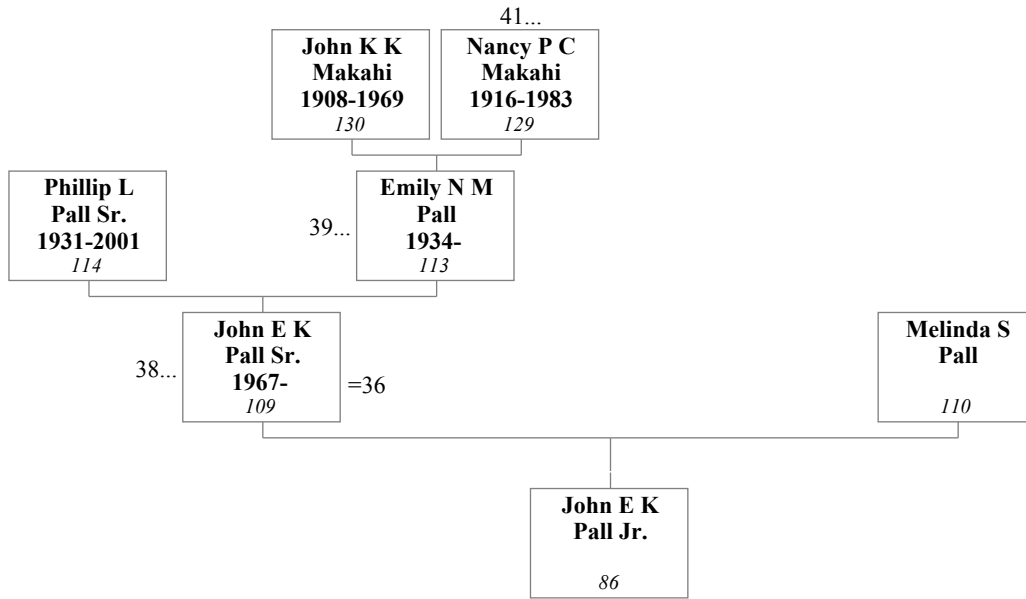 41...
John K K
Makahi
1908-1969
130
Nancy P C
Makahi
1916-1983
129
Phillip L
Pall Sr.
1931-2001
114
39...
Emily N M
Pall
1934-
113
38...
John E K
Pall Sr.
1967-
109
=36
Melinda S
Pall
110
John E K
Pall Jr.
86